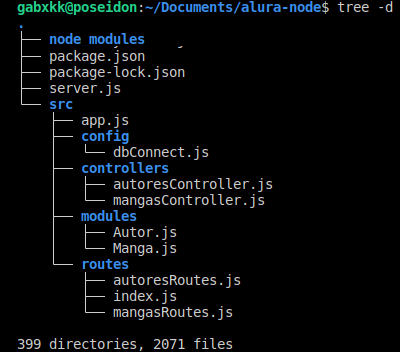 gabxkk@poseidon:~/Documents/alura-node$ tree -d
.
├── node modules
├── package.json
├── package-lock.json
├── server.js
└── src
    ├── app.js
    ├── config
    │   └── dbConnect.js
    ├── controllers
    │   ├── autoresController.js
    │   └── mangasController.js
    ├── modules
    │   ├── Autor.js
    │   └── Manga.js
    └── routes
        ├── autoresRoutes.js
        ├── index.js
        └── mangasRoutes.js
399 directories, 2071 files